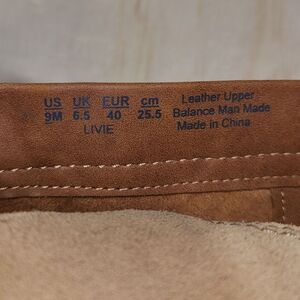 US UK EUR cm
9M 6.5 40 25.5
LIVIE
Leather Upper
Balance Man Made
Made in China